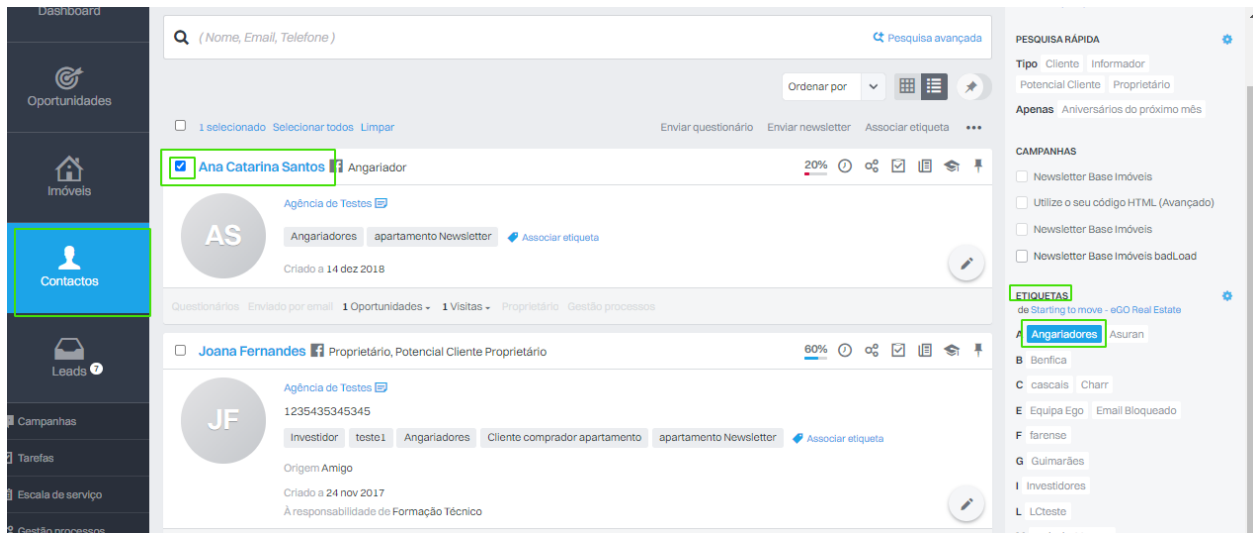 Dashboard
Oportunidades
Imóveis
Contactos
Leads 7
Campanhas
Tarefas
Escala de serviço
Gestão processos
( Nome, Email, Telefone )
Pesquisa avançada
Ordenar por
1 selecionado Selecionar todos Limpar
Enviar questionário Enviar newsletter Associar etiqueta •••
Ana Catarina Santos Angariador
20%
AS
Agência de Testes
Angariadores apartamento Newsletter Associar etiqueta
Criado a 14 dez 2018
Questionários Enviado por email 1 Oportunidades 1 Visitas Proprietário Gestão processos
Joana Fernandes Proprietário, Potencial Cliente Proprietário
60%
JF
Agência de Testes
1235435345345
Investidor teste1 Angariadores Cliente comprador apartamento apartamento Newsletter Associar etiqueta
Origem Amigo
Criado a 24 nov 2017
À responsabilidade de Formação Técnico
PESQUISA RÁPIDA
Tipo Cliente Informador
Potencial Cliente Proprietário
Apenas Aniversários do próximo mês
CAMPANHAS
Newsletter Base Imóveis
Utilize o seu código HTML (Avançado)
Newsletter Base Imóveis
Newsletter Base Imóveis badLoad
ETIQUETAS
de Starting to move - eGO Real Estate
A Angariadores Asuran
B Benfica
C cascais Charr
E Equipa Ego Email Bloqueado
F farense
G Guimarães
I Investidores
L LCteste